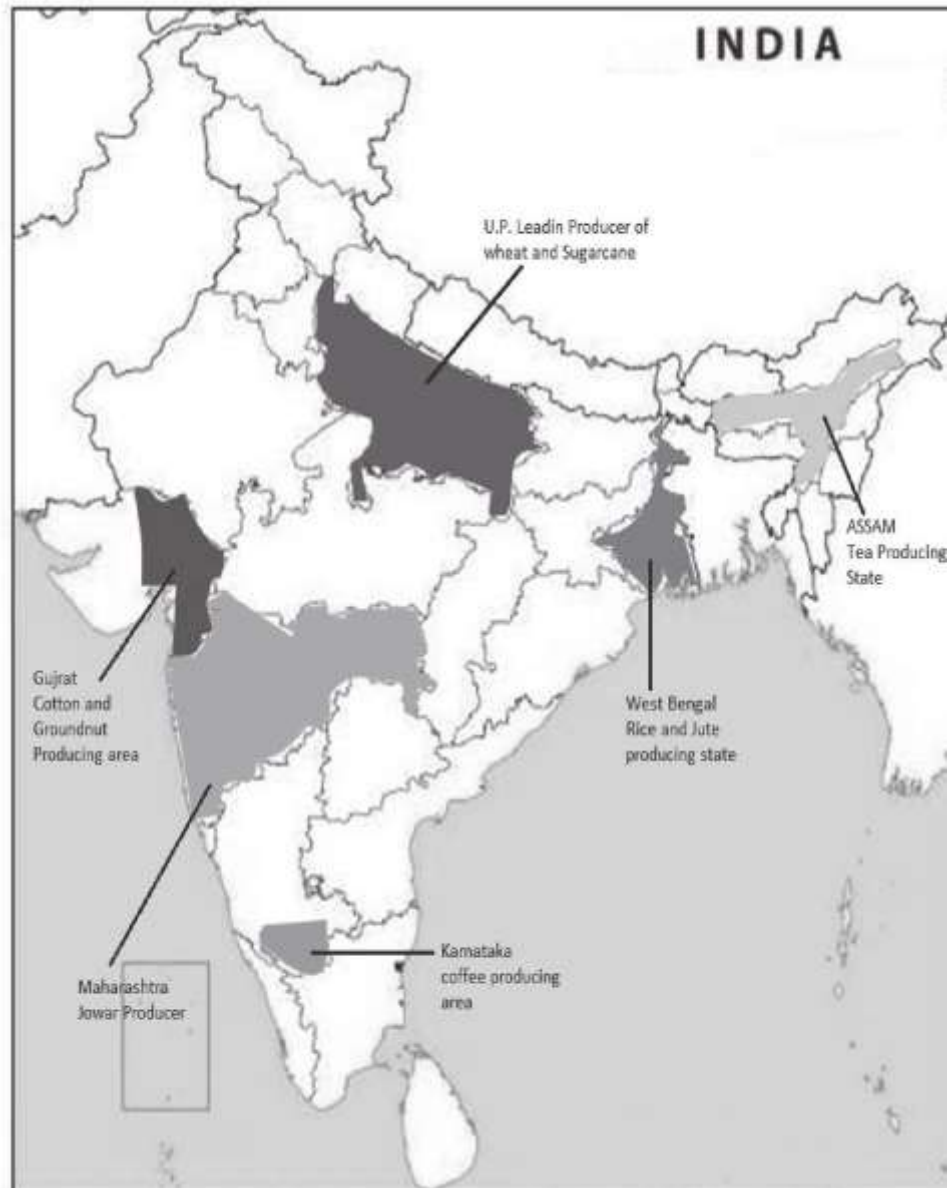 INDIA
U.P. Leadin Producer of
wheat and Sugarcane
ASSAM
Tea Producing
State
Gujrat
Cotton and
Groundnut
Producing area
West Bengal
Rice and Jute
producing state
Maharashtra
Jowar Producer
Karnataka
coffee producing
area